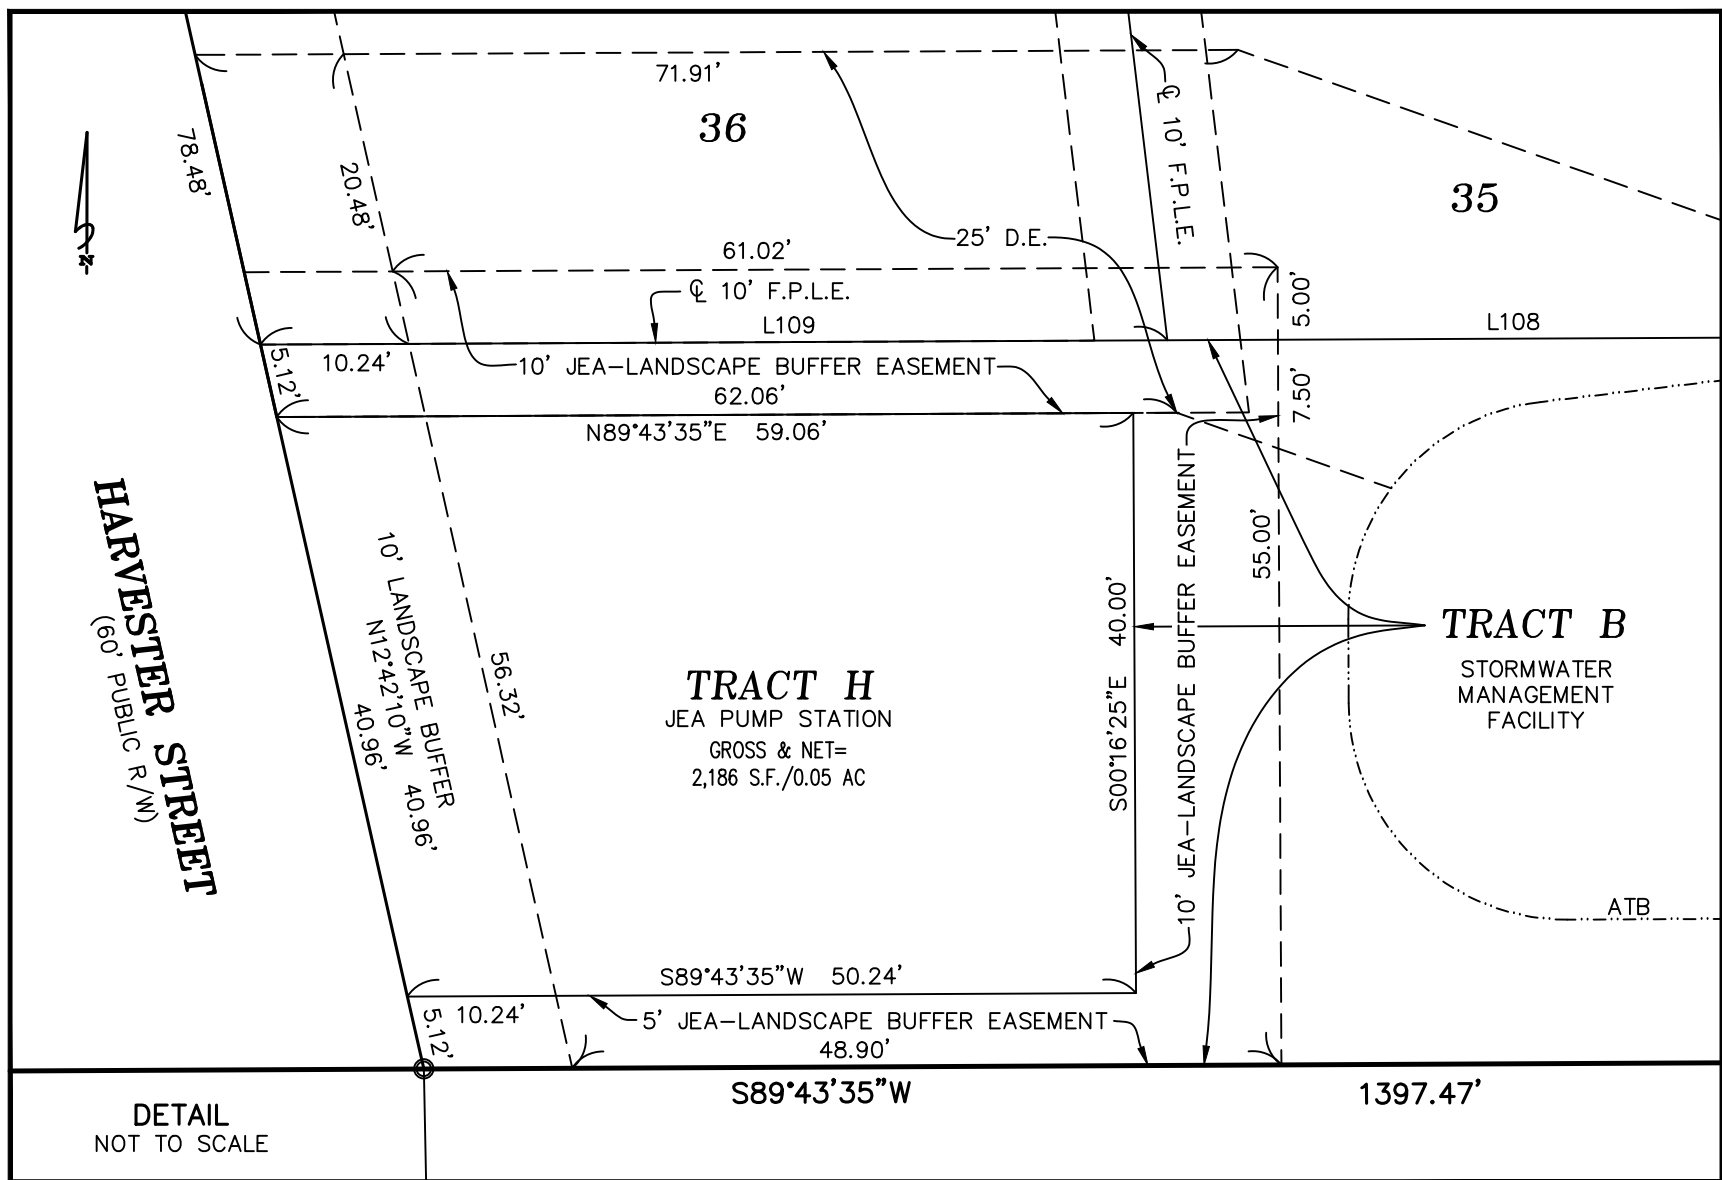 71.91'
36
℄ 10' F.P.L.E.
35
78.48'
20.48'
25' D.E.
61.02'
℄ 10' F.P.L.E.
5.00'
L109
L108
5.12'
10.24'
10' JEA-LANDSCAPE BUFFER EASEMENT
7.50'
62.06'
N89°43'35"E 59.06'
HARVESTER STREET
(60' PUBLIC R/W)
10' LANDSCAPE BUFFER
N12°42'10"W 40.96'
40.96'
56.32'
TRACT H
JEA PUMP STATION
GROSS & NET=
2,186 S.F./0.05 AC
S00°16'25"E 40.00'
10' JEA-LANDSCAPE BUFFER EASEMENT
55.00'
TRACT B
STORMWATER
MANAGEMENT
FACILITY
ATB
S89°43'35"W 50.24'
10.24'
5.12'
5' JEA-LANDSCAPE BUFFER EASEMENT
48.90'
S89°43'35"W 1397.47'
DETAIL
NOT TO SCALE
N